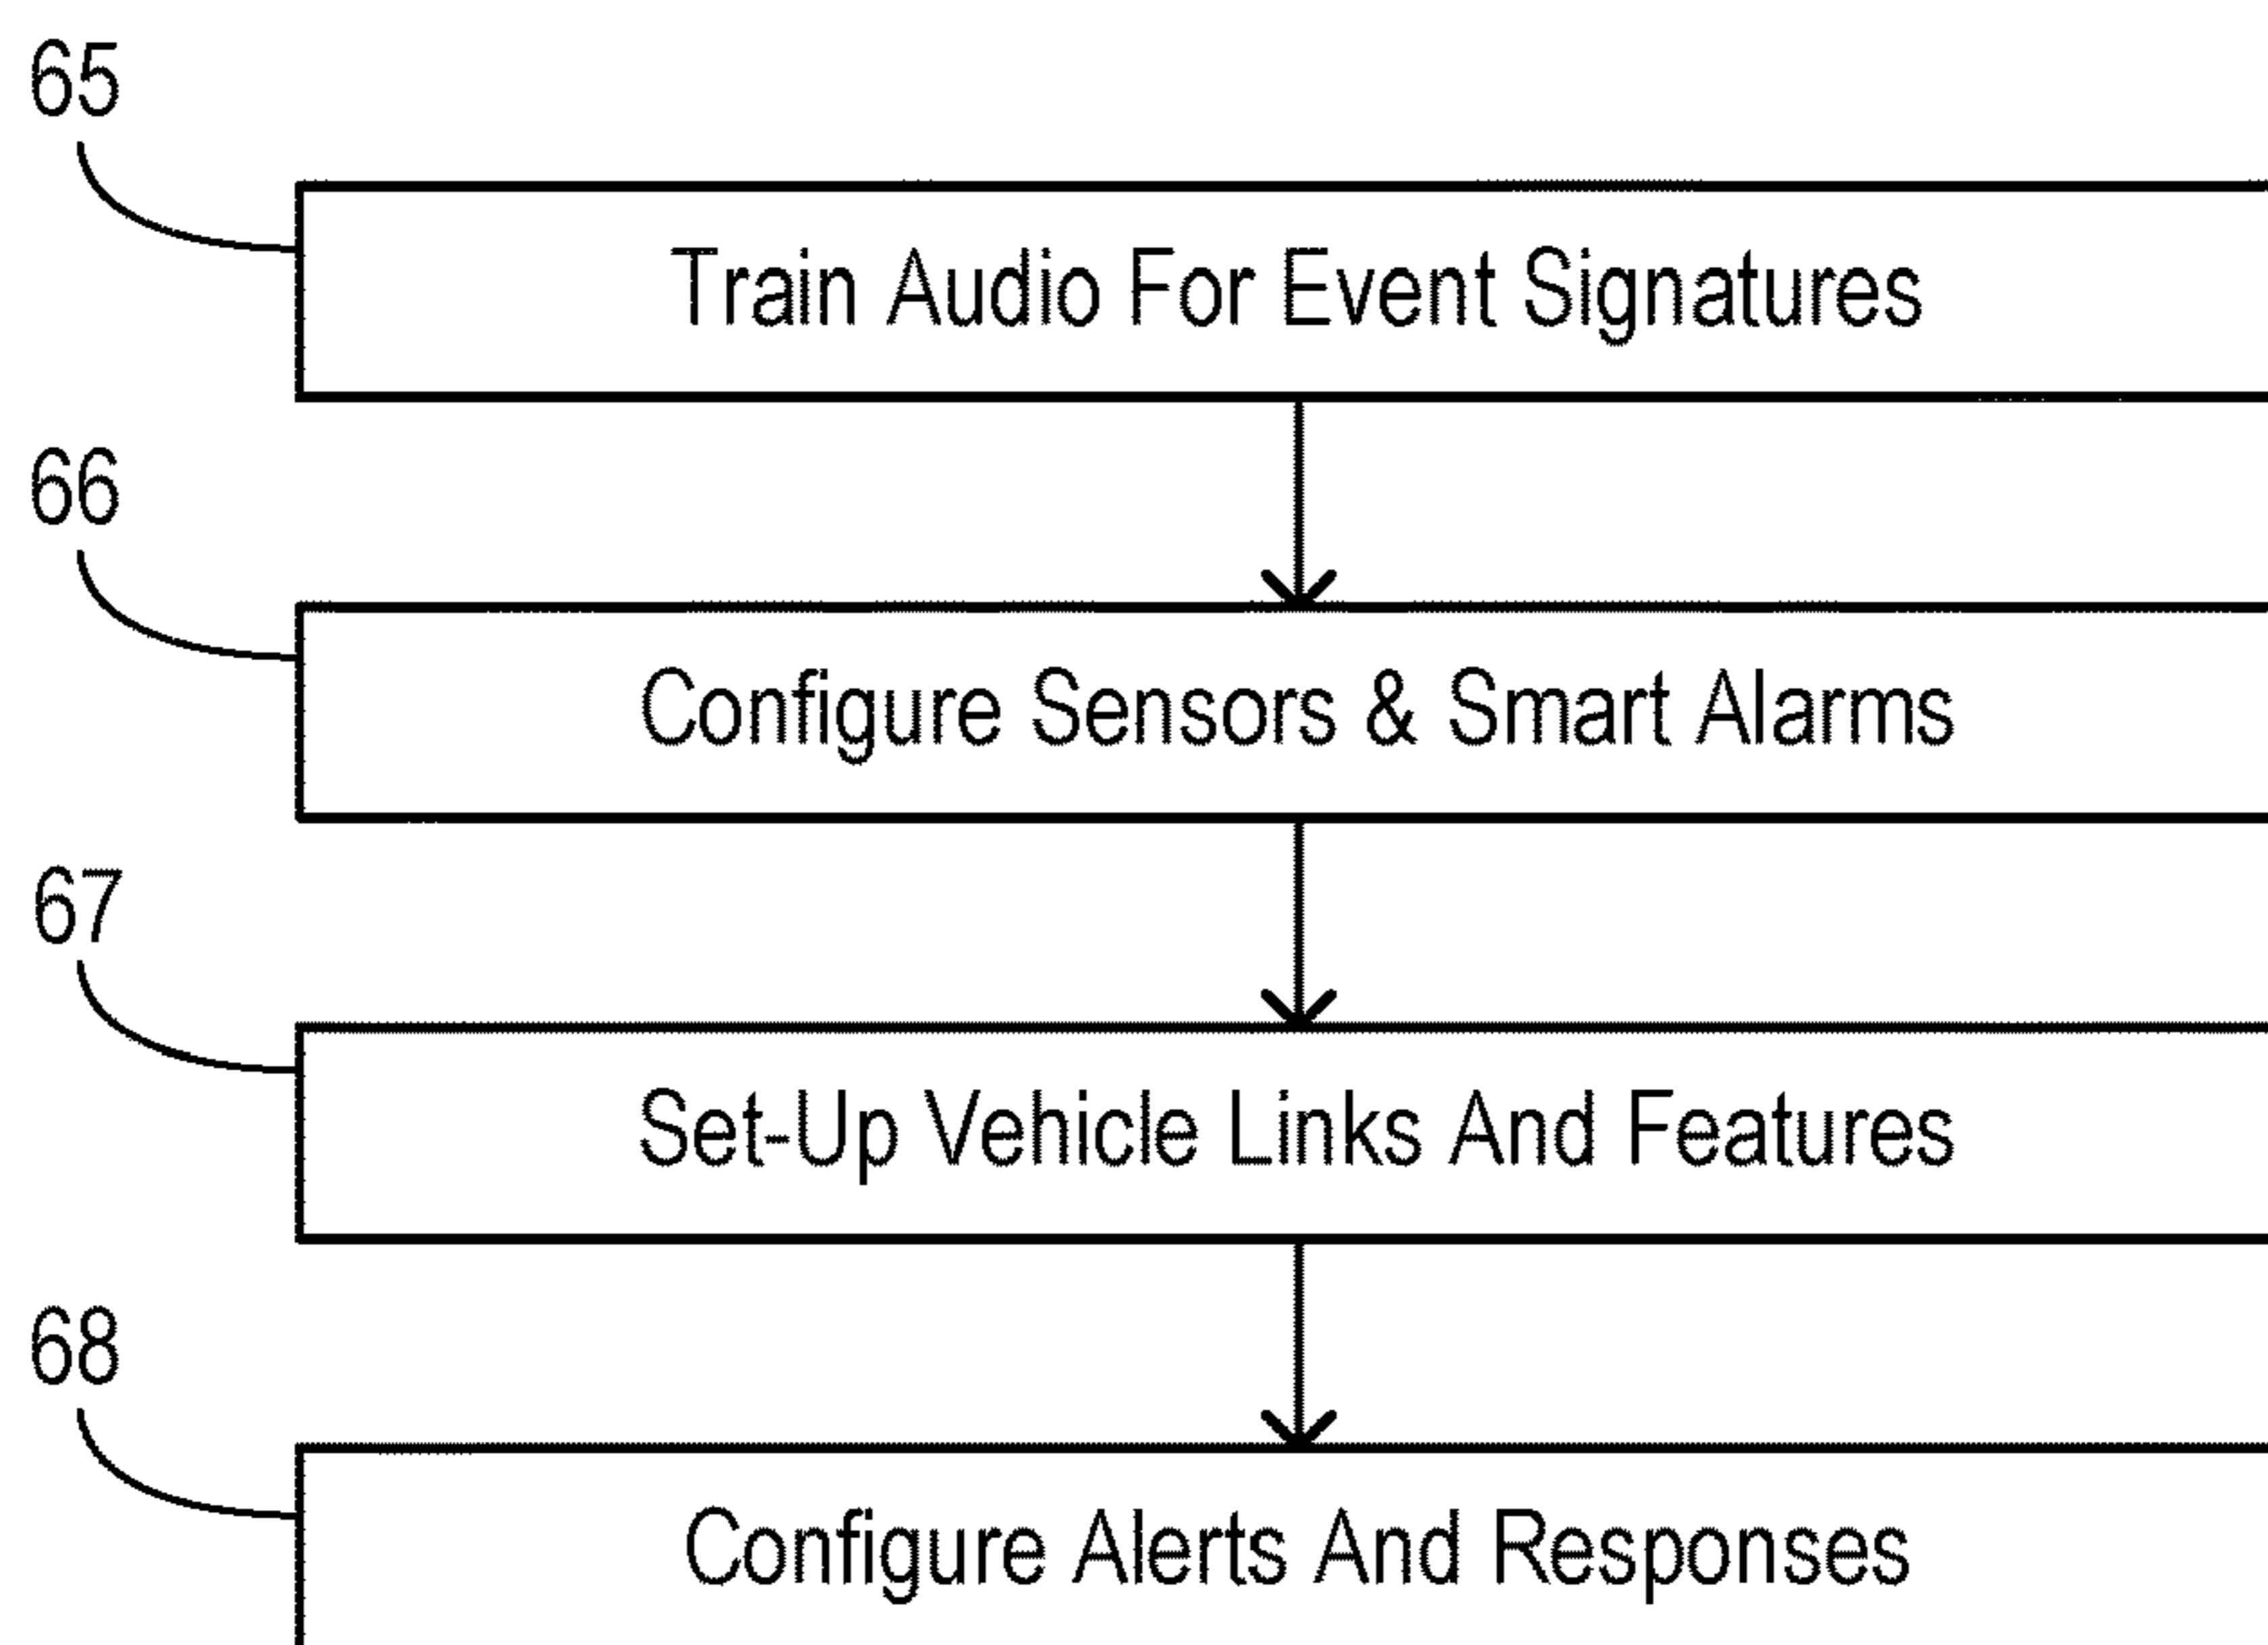 65
Train Audio For Event Signatures
66
Configure Sensors & Smart Alarms
67
Set-Up Vehicle Links And Features
68
Configure Alerts And Responses